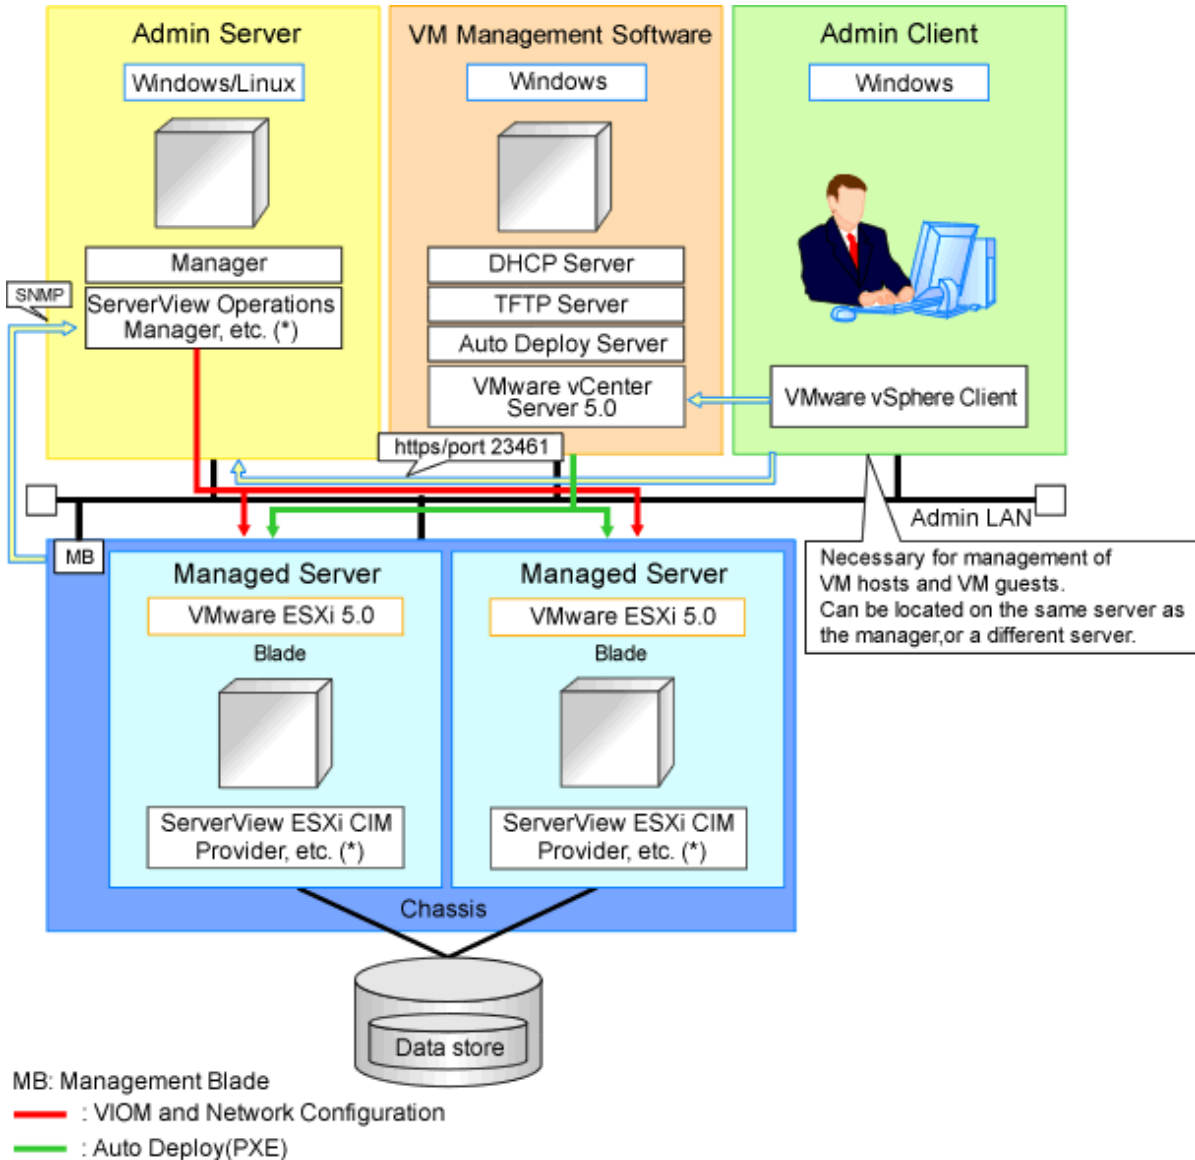 Admin Server
Windows/Linux
Manager
ServerView Operations
Manager, etc. (*)
SNMP
VM Management Software
Windows
DHCP Server
TFTP Server
Auto Deploy Server
VMware vCenter
Server 5.0
Admin Client
Windows
VMware vSphere Client
https/port 23461
Admin LAN
Necessary for management of
VM hosts and VM guests.
Can be located on the same server as
the manager,or a different server.
MB
Managed Server
VMware ESXi 5.0
Blade
ServerView ESXi CIM
Provider, etc. (*)
Managed Server
VMware ESXi 5.0
Blade
ServerView ESXi CIM
Provider, etc. (*)
Chassis
Data store
MB: Management Blade
: VIOM and Network Configuration
: Auto Deploy(PXE)